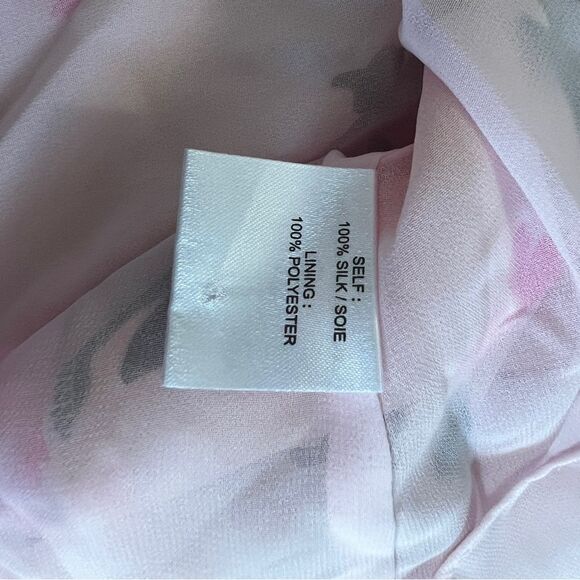 SELF :
100% SILK / SOIE
LINING :
100% POLYESTER